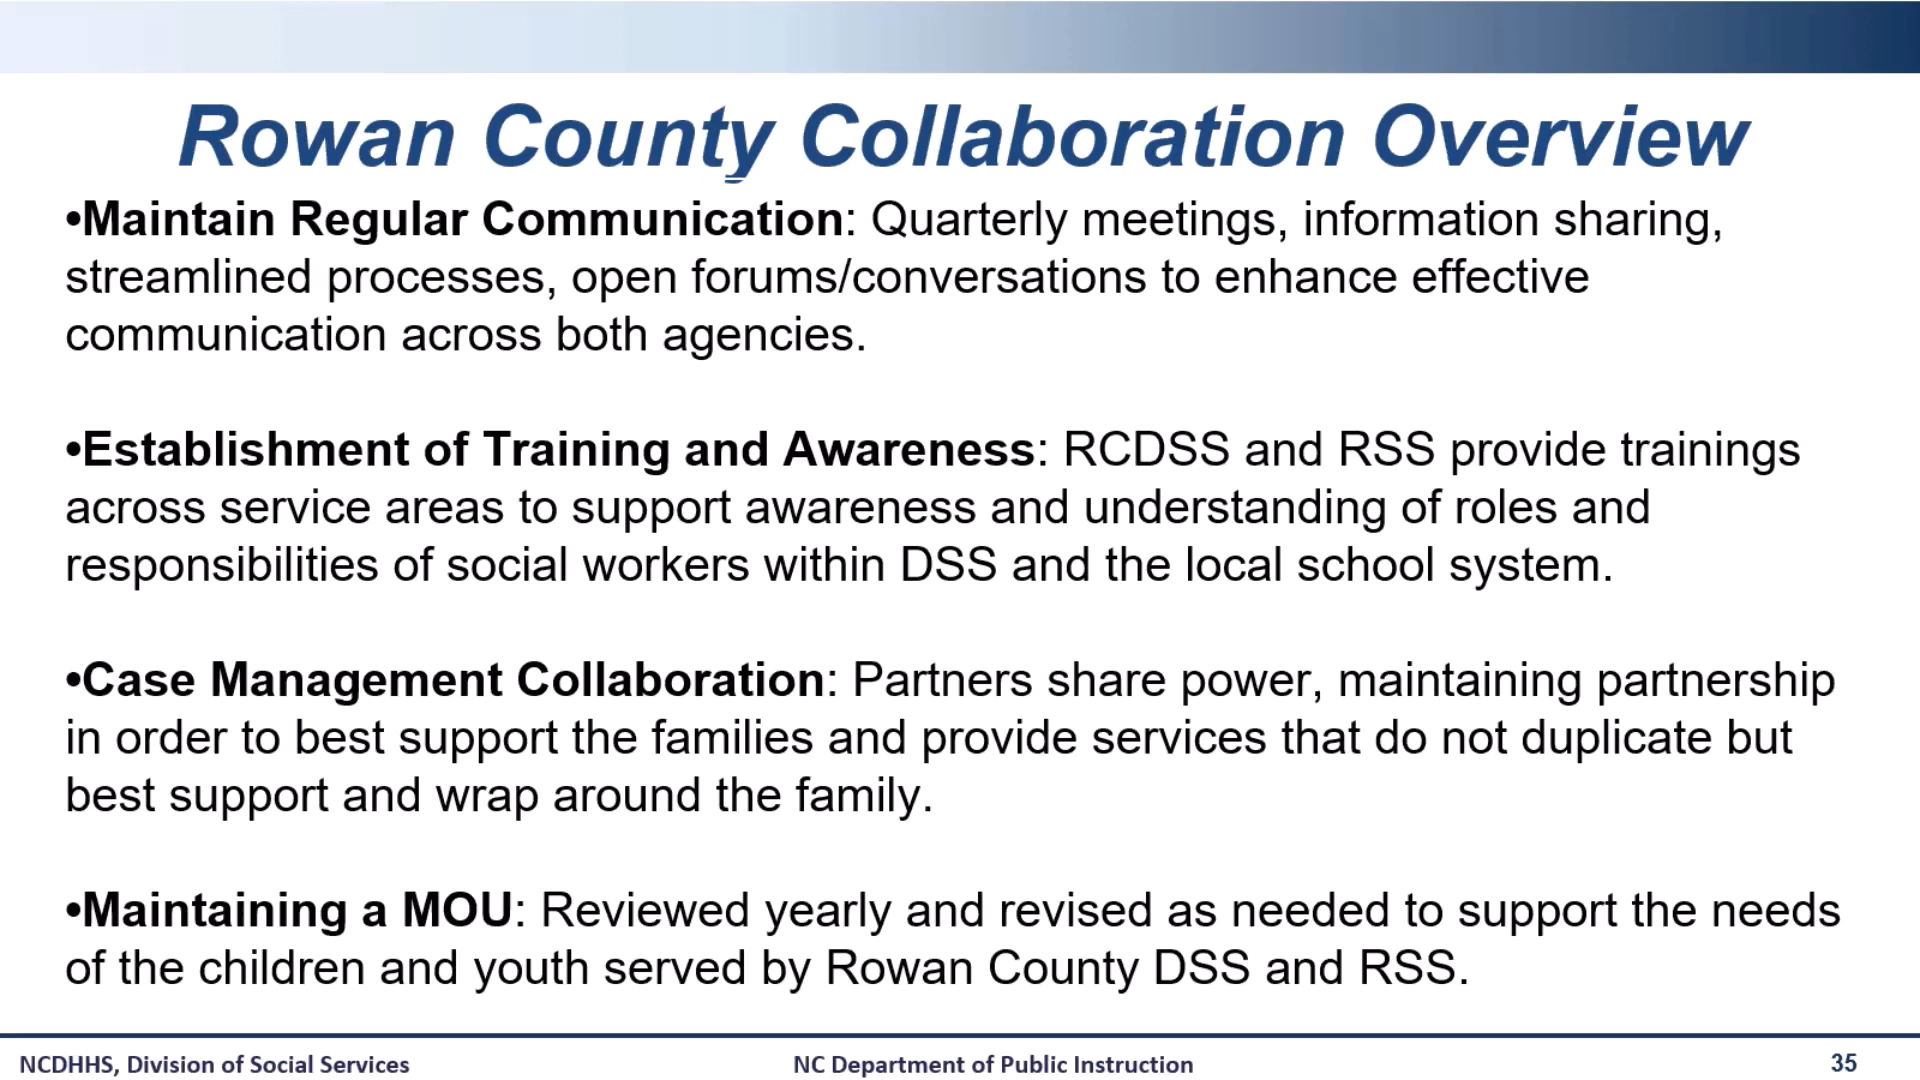 Rowan County Collaboration Overview
•Maintain Regular Communication: Quarterly meetings, information sharing,
streamlined processes, open forums/conversations to enhance effective
communication across both agencies.
•Establishment of Training and Awareness: RCDSS and RSS provide trainings
across service areas to support awareness and understanding of roles and
responsibilities of social workers within DSS and the local school system.
•Case Management Collaboration: Partners share power, maintaining partnership
in order to best support the families and provide services that do not duplicate but
best support and wrap around the family.
•Maintaining a MOU: Reviewed yearly and revised as needed to support the needs
of the children and youth served by Rowan County DSS and RSS.
NCDHHS, Division of Social Services
NC Department of Public Instruction
35